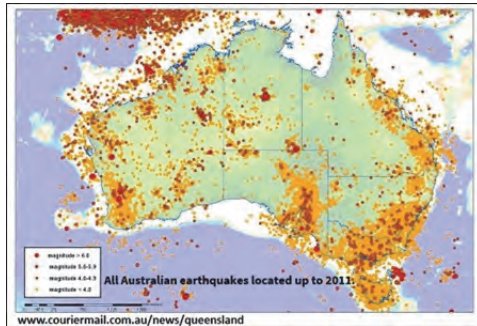 magnitude > 6.0
magnitude 5.0-5.9
magnitude 4.0-4.9
magnitude < 4.0
All Australian earthquakes located up to 2011.
www.couriermail.com.au/news/queensland